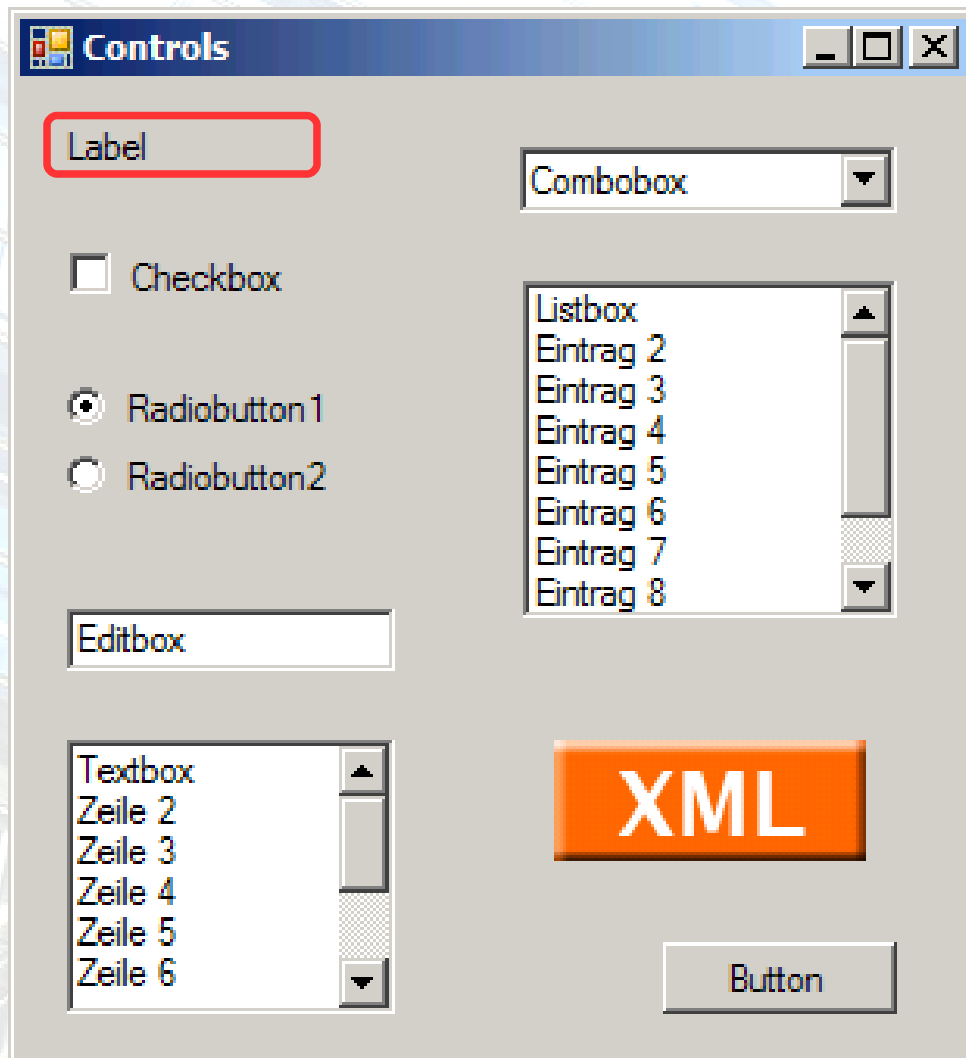 Controls
Label
Combobox
Checkbox
Listbox
Eintrag 2
Eintrag 3
Eintrag 4
Eintrag 5
Eintrag 6
Eintrag 7
Eintrag 8
Radiobutton1
Radiobutton2
Editbox
Textbox
Zeile 2
Zeile 3
Zeile 4
Zeile 5
Zeile 6
XML
Button